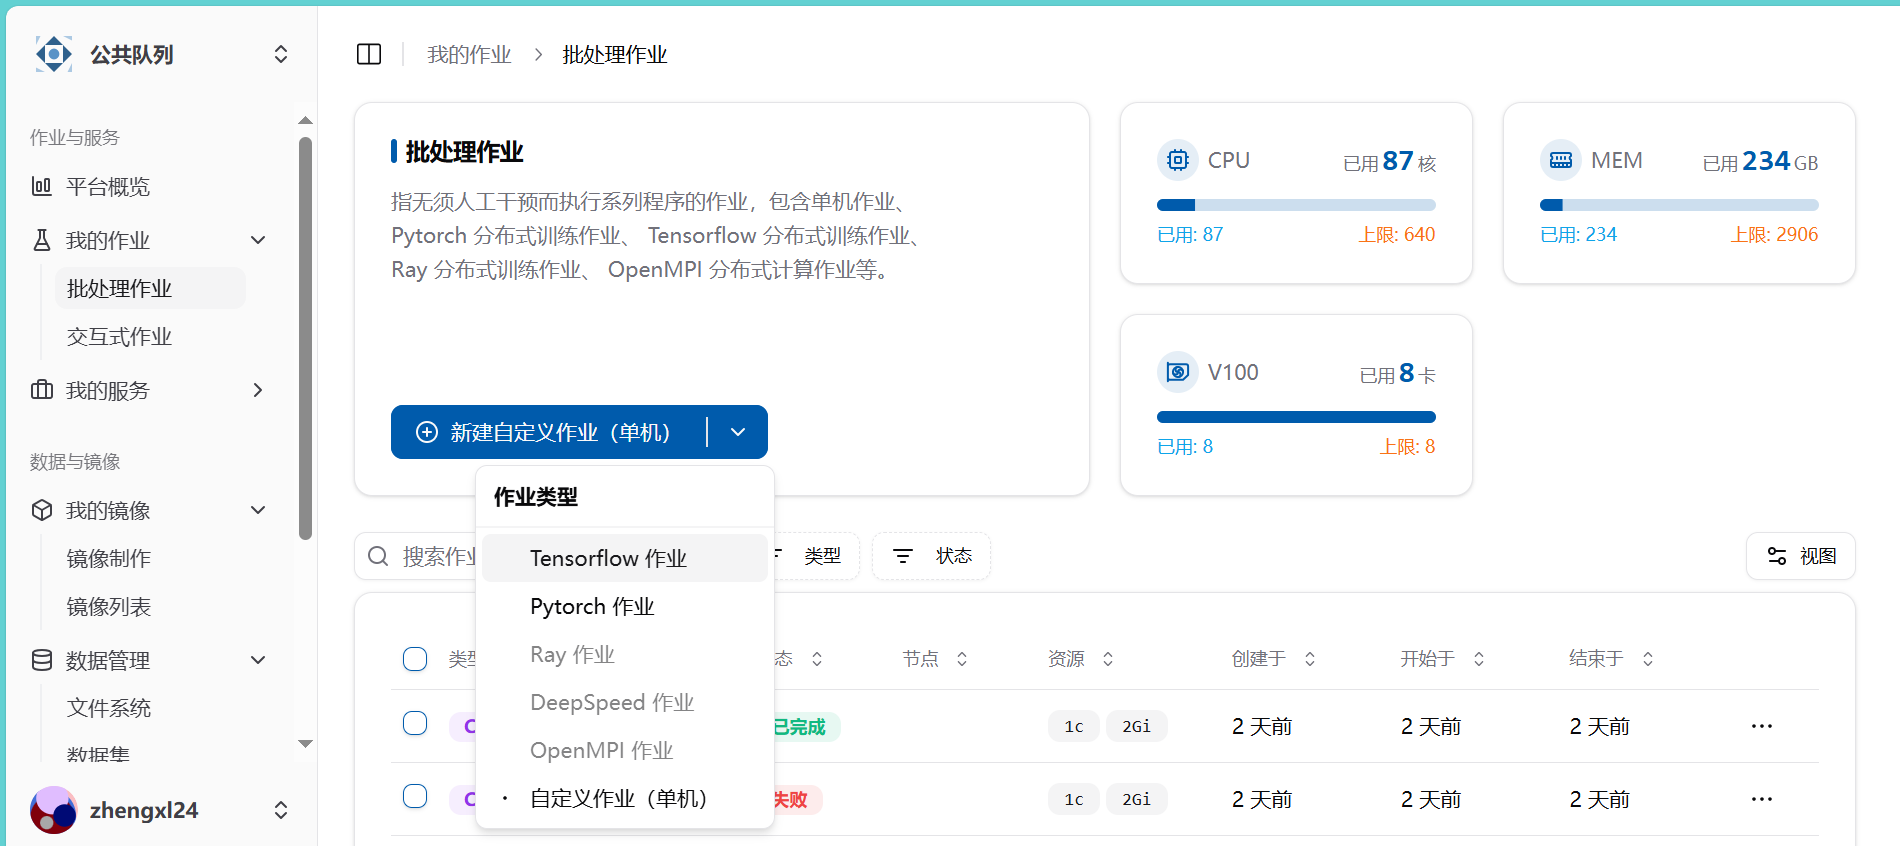 公共队列
作业与服务
平台概览
我的作业
批处理作业
交互式作业
我的服务
数据与镜像
我的镜像
镜像制作
镜像列表
数据管理
文件系统
数据集
zhengxl24
我的作业 > 批处理作业
批处理作业
指无须人工干预而执行系列程序的作业，包含单机作业、
Pytorch 分布式训练作业、 Tensorflow 分布式训练作业、
Ray 分布式训练作业、 OpenMPI 分布式计算作业等。
新建自定义作业（单机）
CPU 已用 87 核
已用: 87 上限: 640
MEM 已用 234 GB
已用: 234 上限: 2906
V100 已用 8 卡
已用: 8 上限: 8
作业类型
Tensorflow 作业
Pytorch 作业
Ray 作业
DeepSpeed 作业
OpenMPI 作业
· 自定义作业（单机）
搜索作业 类型 状态 视图
类型 态 节点 资源 创建于 开始于 结束于
已完成 1c 2Gi 2 天前 2 天前 2 天前
失败 1c 2Gi 2 天前 2 天前 2 天前